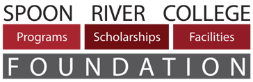 SPOON RIVER COLLEGE
Programs Scholarships Facilities
FOUNDATION